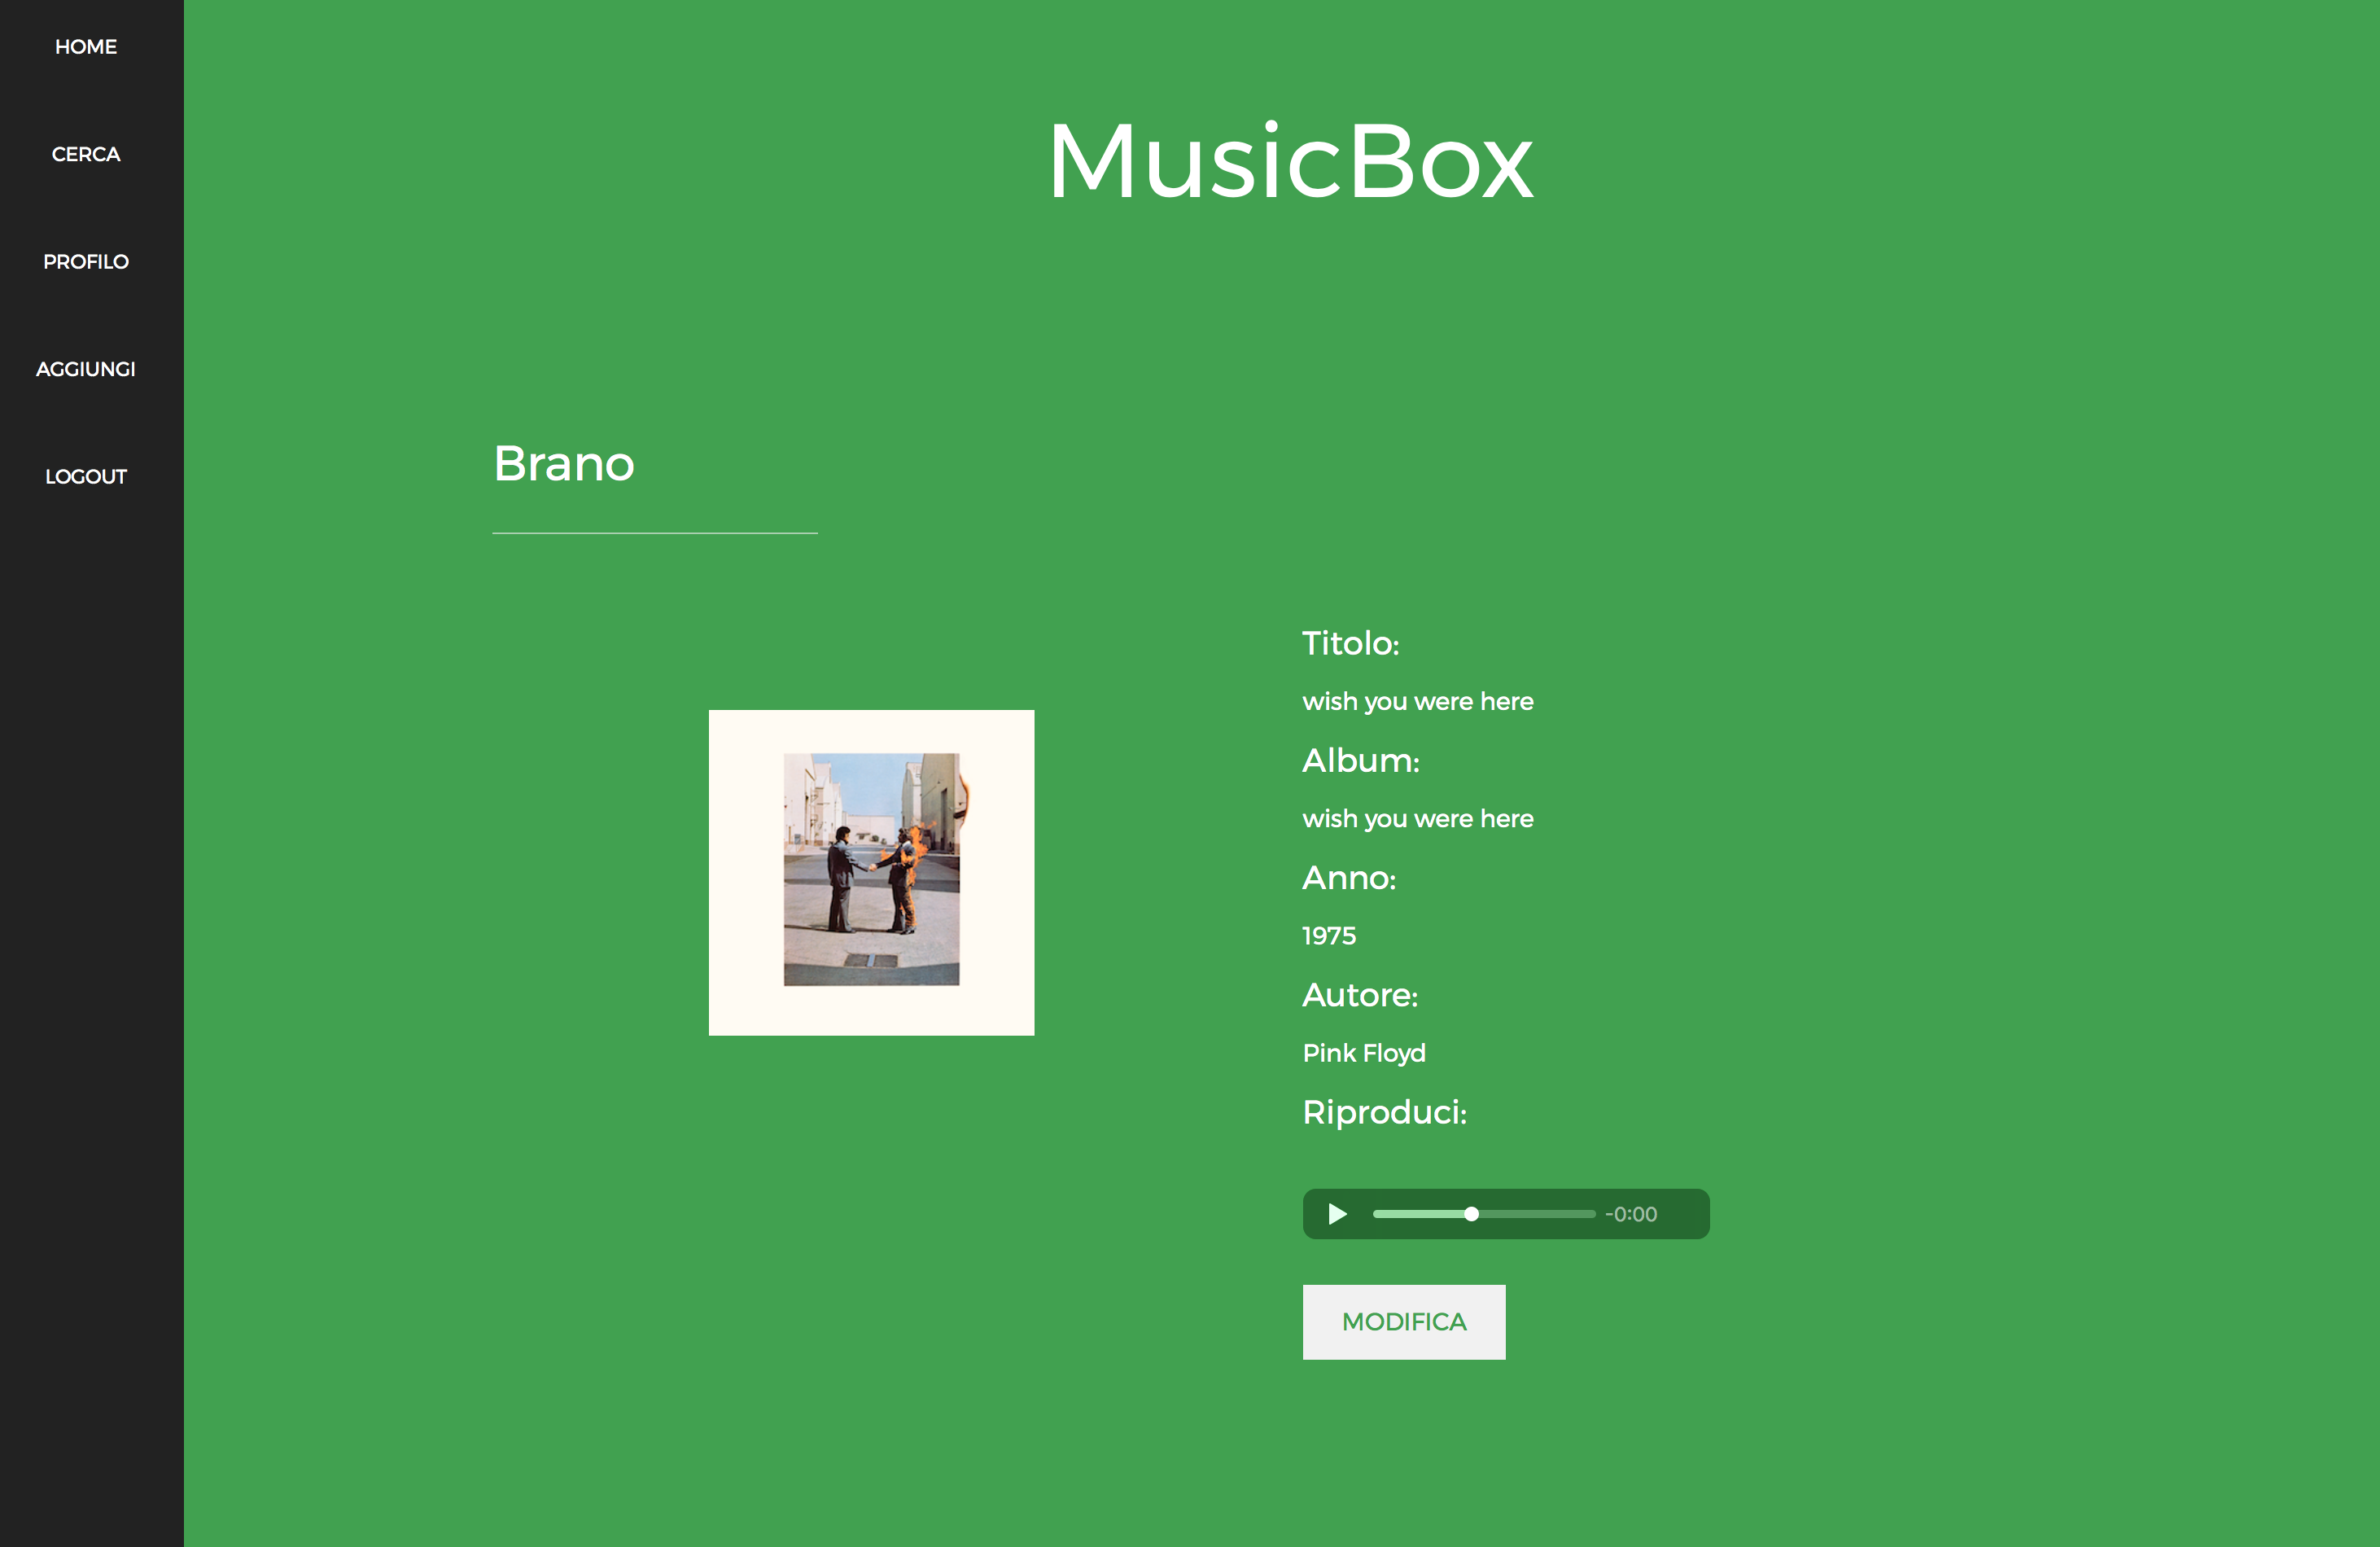 HOME
CERCA
PROFILO
AGGIUNGI
LOGOUT
MusicBox
Brano
Titolo:
wish you were here
Album:
wish you were here
Anno:
1975
Autore:
Pink Floyd
Riproduci:
-0:00
MODIFICA